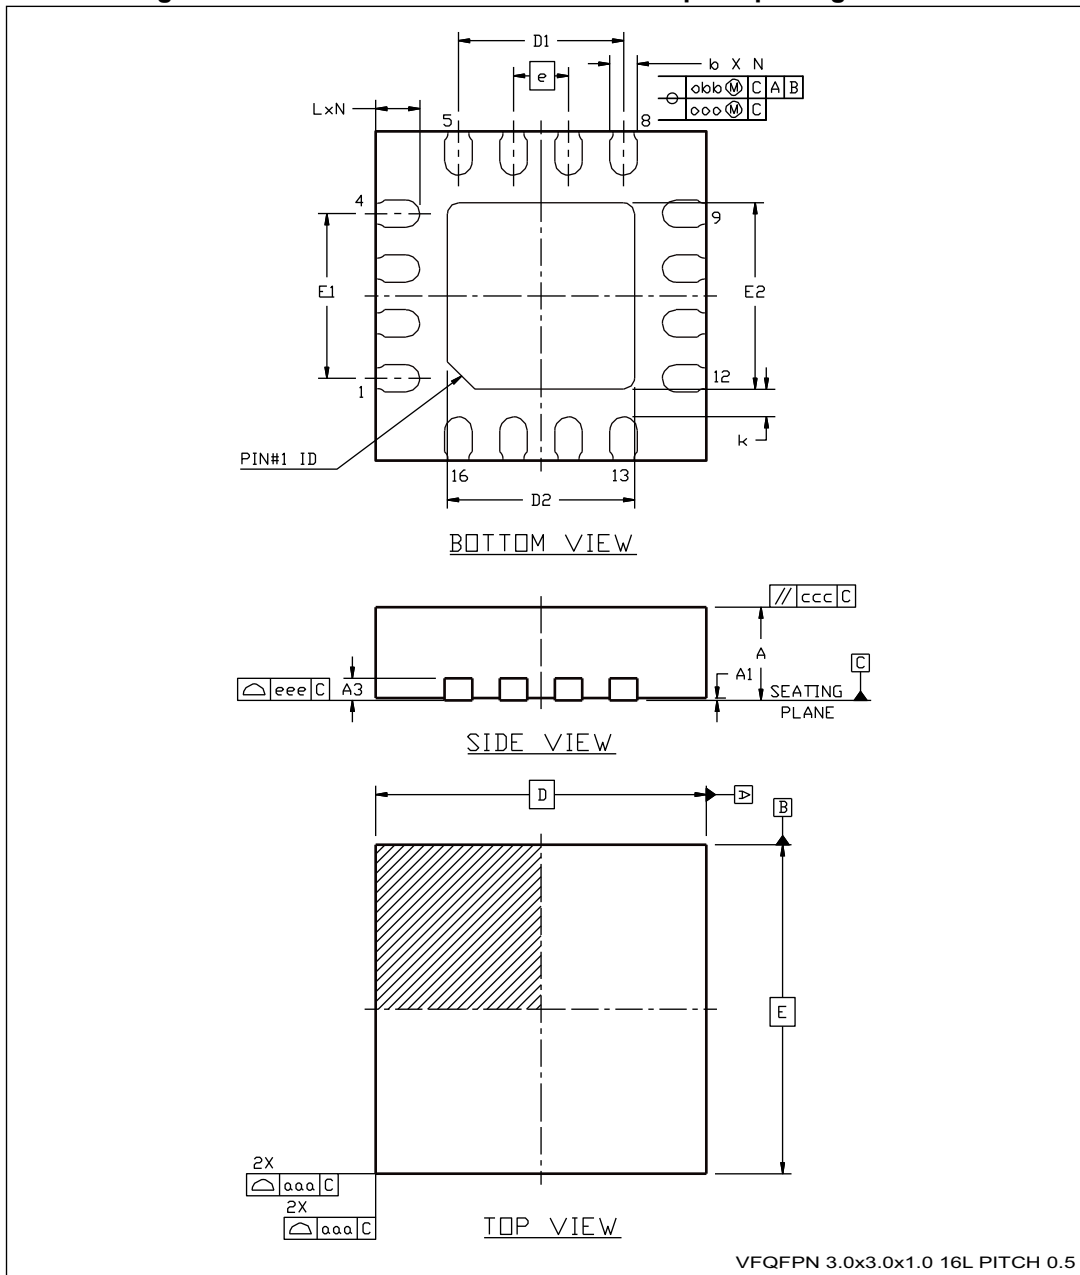 D1
e
b X N
bbb Ⓜ C A B
Ⓜ C
LxN
5
8
4
9
E1
E2
1
12
k
PIN#1 ID
16
13
D2
BOTTOM VIEW
// ccc C
A
C
A1
eee C
A3
SEATING
PLANE
SIDE VIEW
D
A
B
E
2X
aaa C
2X
aaa C
TOP VIEW
VFQFPN 3.0x3.0x1.0 16L PITCH 0.5